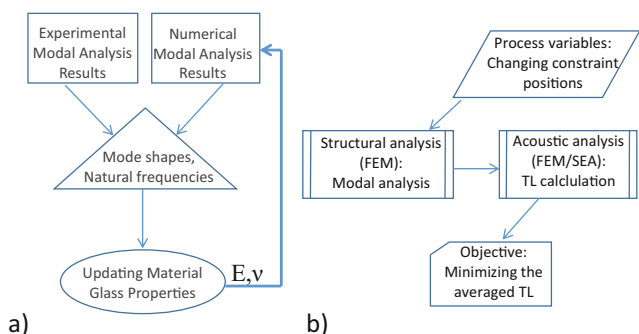 Experimental
Modal Analysis
Results
Numerical
Modal Analysis
Results
Mode shapes,
Natural frequencies
Updating Material
Glass Properties
E,ν
a)
Process variables:
Changing constraint
positions
Structural analysis
(FEM):
Modal analysis
Acoustic analysis
(FEM/SEA):
TL calclulation
Objective:
Minimizing the
averaged TL
b)